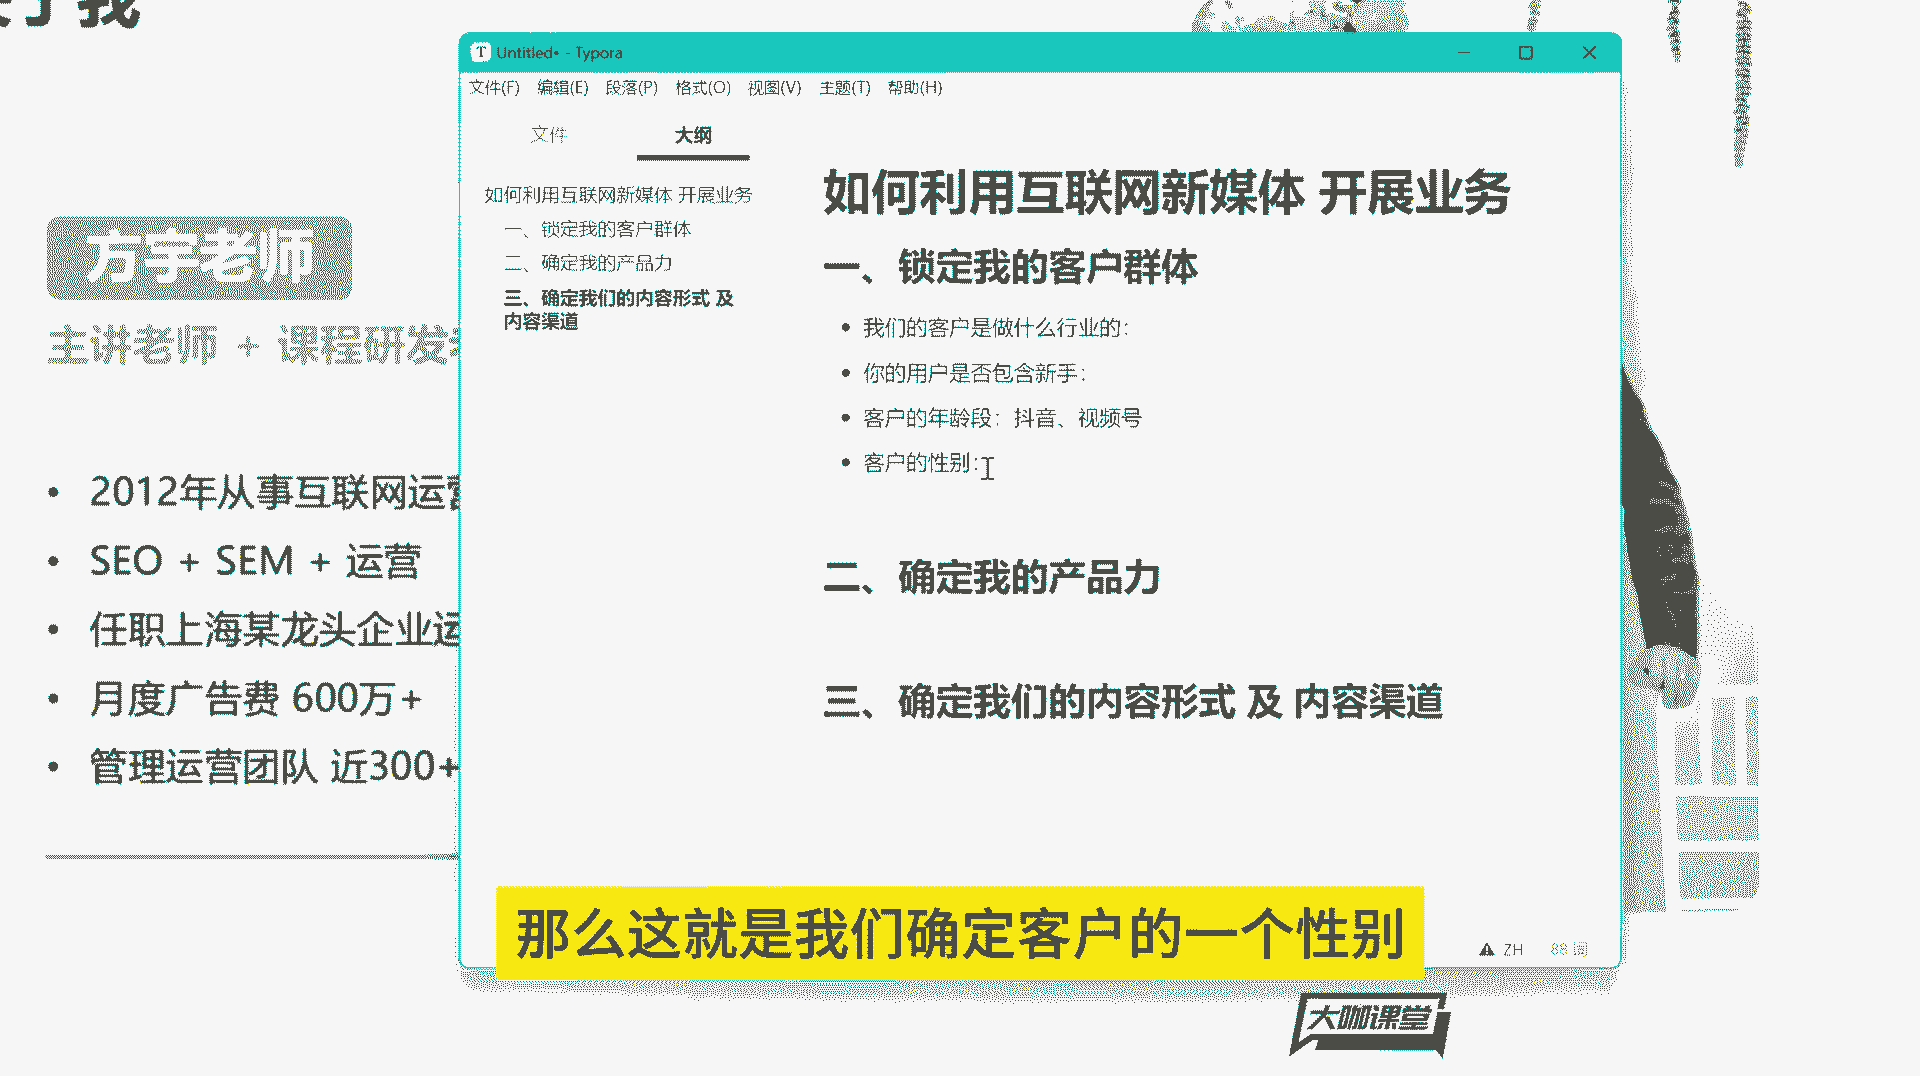 我
Untitled• - Typora
文件(F) 编辑(E) 段落(P) 格式(O) 视图(V) 主题(T) 帮助(H)
文件 大纲
如何利用互联网新媒体 开展业务
一、锁定我的客户群体
二、确定我的产品力
三、确定我们的内容形式 及
内容渠道
如何利用互联网新媒体 开展业务
一、锁定我的客户群体
• 我们的客户是做什么行业的：
• 你的用户是否包含新手：
• 客户的年龄段：抖音、视频号
• 客户的性别：
二、确定我的产品力
三、确定我们的内容形式 及 内容渠道
方宇老师
主讲老师 + 课程研发
• 2012年从事互联网运营
• SEO + SEM + 运营
• 任职上海某龙头企业运
• 月度广告费 600万+
• 管理运营团队 近300+
那么这就是我们确定客户的一个性别
ZH 88 词
大咖课堂